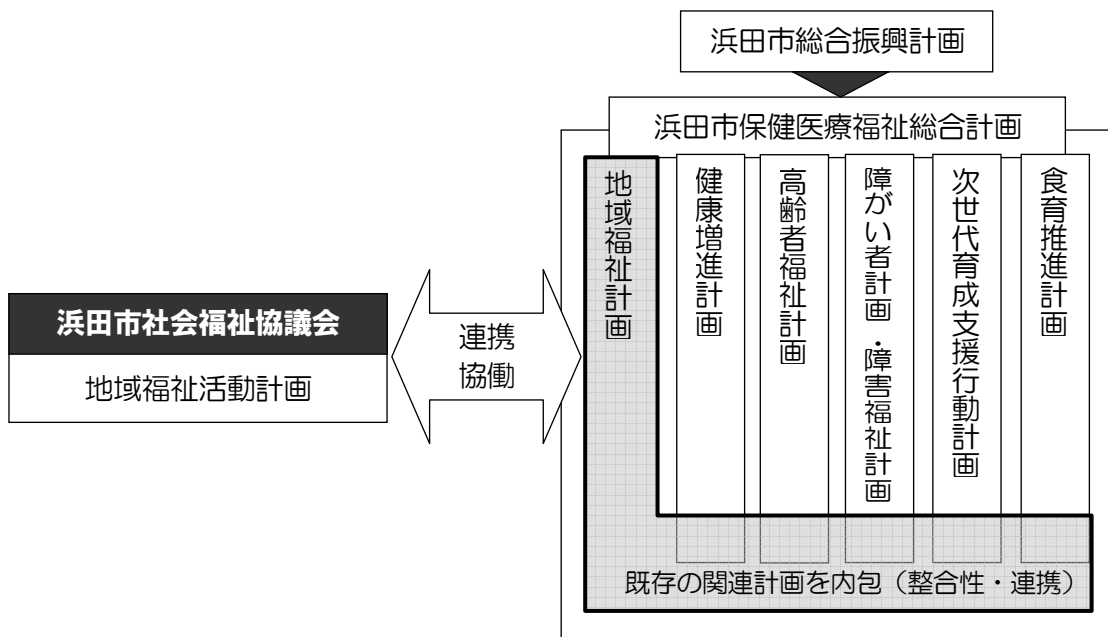 浜田市総合振興計画
浜田市保健医療福祉総合計画
地域福祉計画
健康増進計画
高齢者福祉計画
障がい者計画・障害福祉計画
次世代育成支援行動計画
食育推進計画
浜田市社会福祉協議会
地域福祉活動計画
連携
協働
既存の関連計画を内包（整合性・連携）